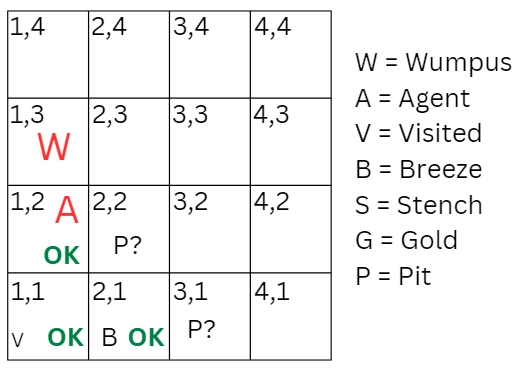 1,4 2,4 3,4 4,4
1,3 2,3 3,3 4,3
W
1,2 A 2,2 3,2 4,2
OK P?
1,1 2,1 3,1 4,1
V OK B OK P?
W = Wumpus
A = Agent
V = Visited
B = Breeze
S = Stench
G = Gold
P = Pit